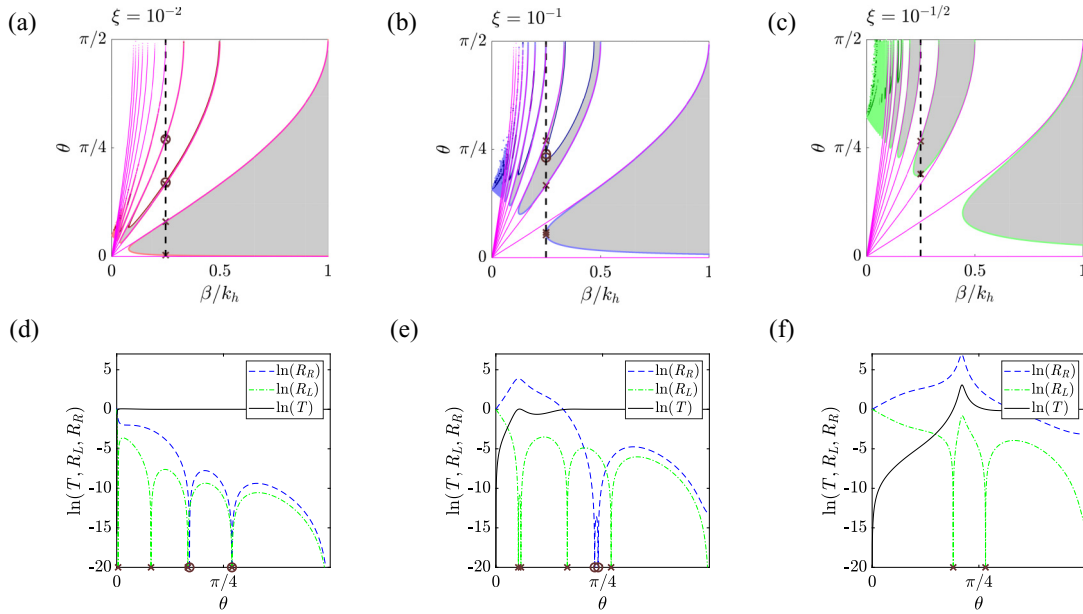 (a) ξ = 10⁻²
(b) ξ = 10⁻¹
(c) ξ = 10⁻¹/²
π/2
θ π/4
0
0 0.5 1
β/k_h
π/2
θ π/4
0
0 0.5 1
β/k_h
π/2
θ π/4
0
0 0.5 1
β/k_h
(d)
(e)
(f)
ln(T, R_L, R_R)
5
0
-5
-10
-15
-20
ln(R_R)
ln(R_L)
ln(T)
0 π/4
θ
ln(T, R_L, R_R)
5
0
-5
-10
-15
-20
ln(R_R)
ln(R_L)
ln(T)
0 π/4
θ
ln(T, R_L, R_R)
5
0
-5
-10
-15
-20
ln(R_R)
ln(R_L)
ln(T)
0 π/4
θ